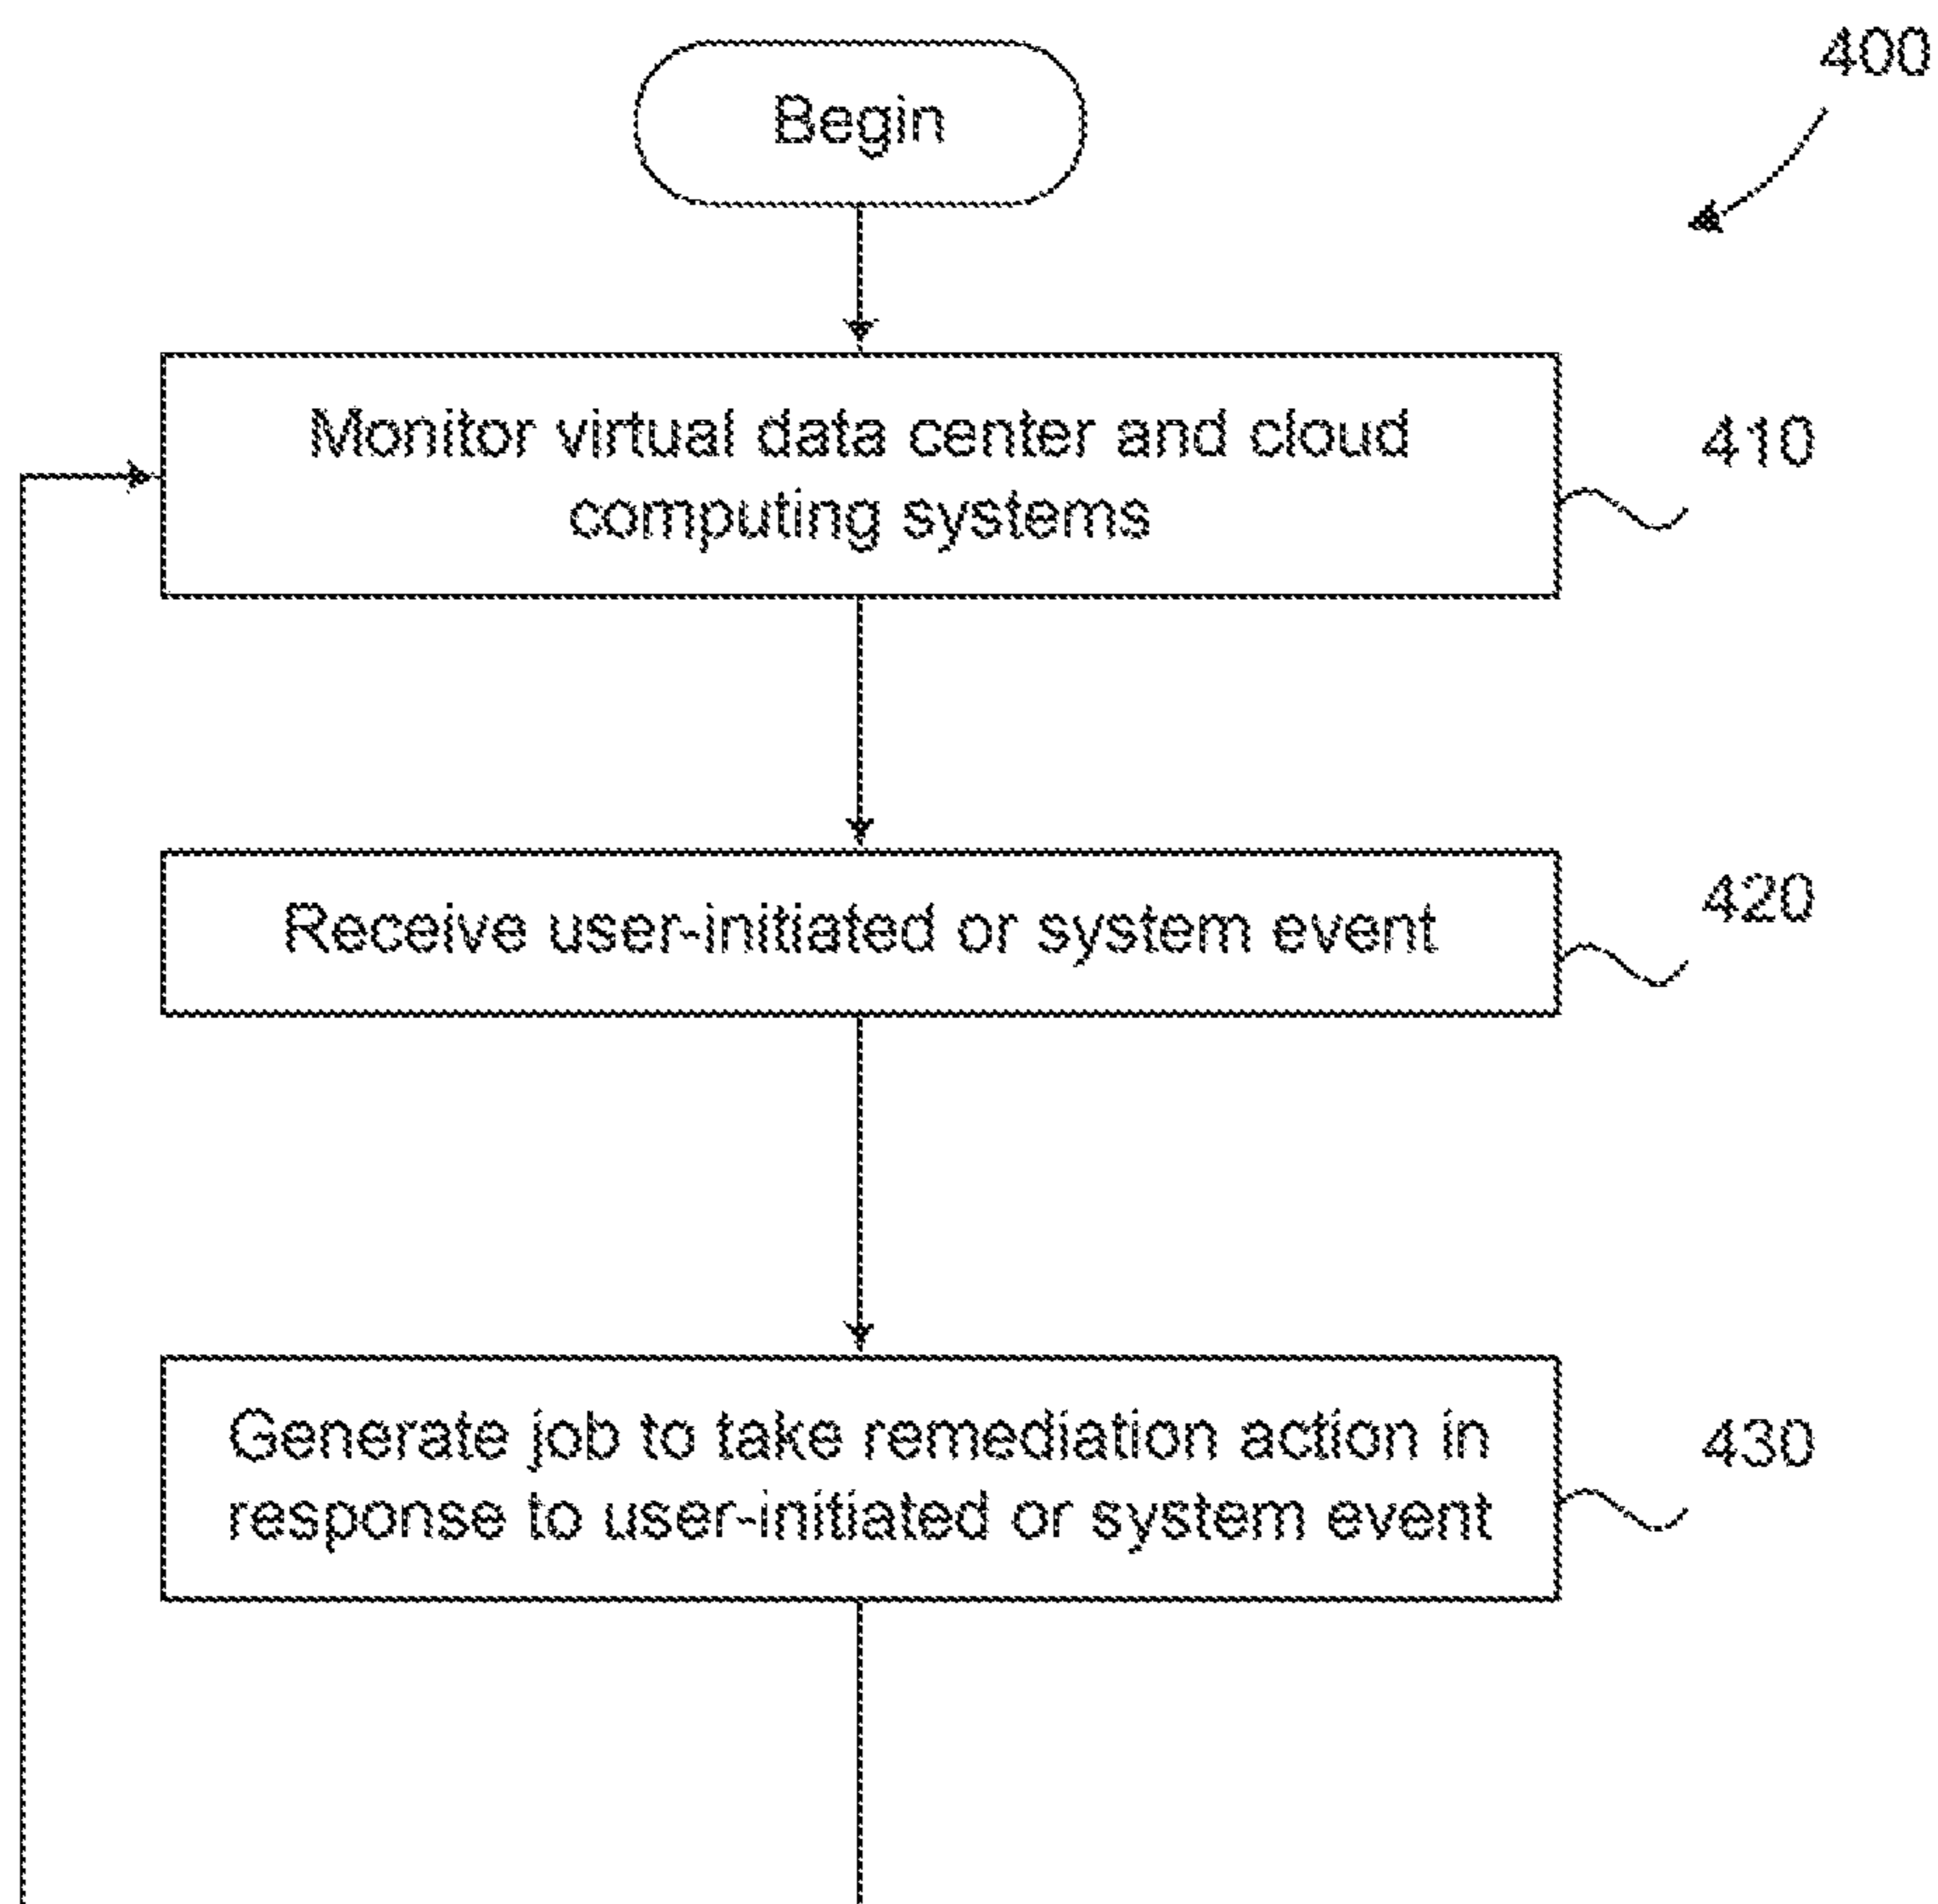 400
Begin
Monitor virtual data center and cloud
computing systems
410
Receive user-initiated or system event
420
Generate job to take remediation action in
response to user-initiated or system event
430